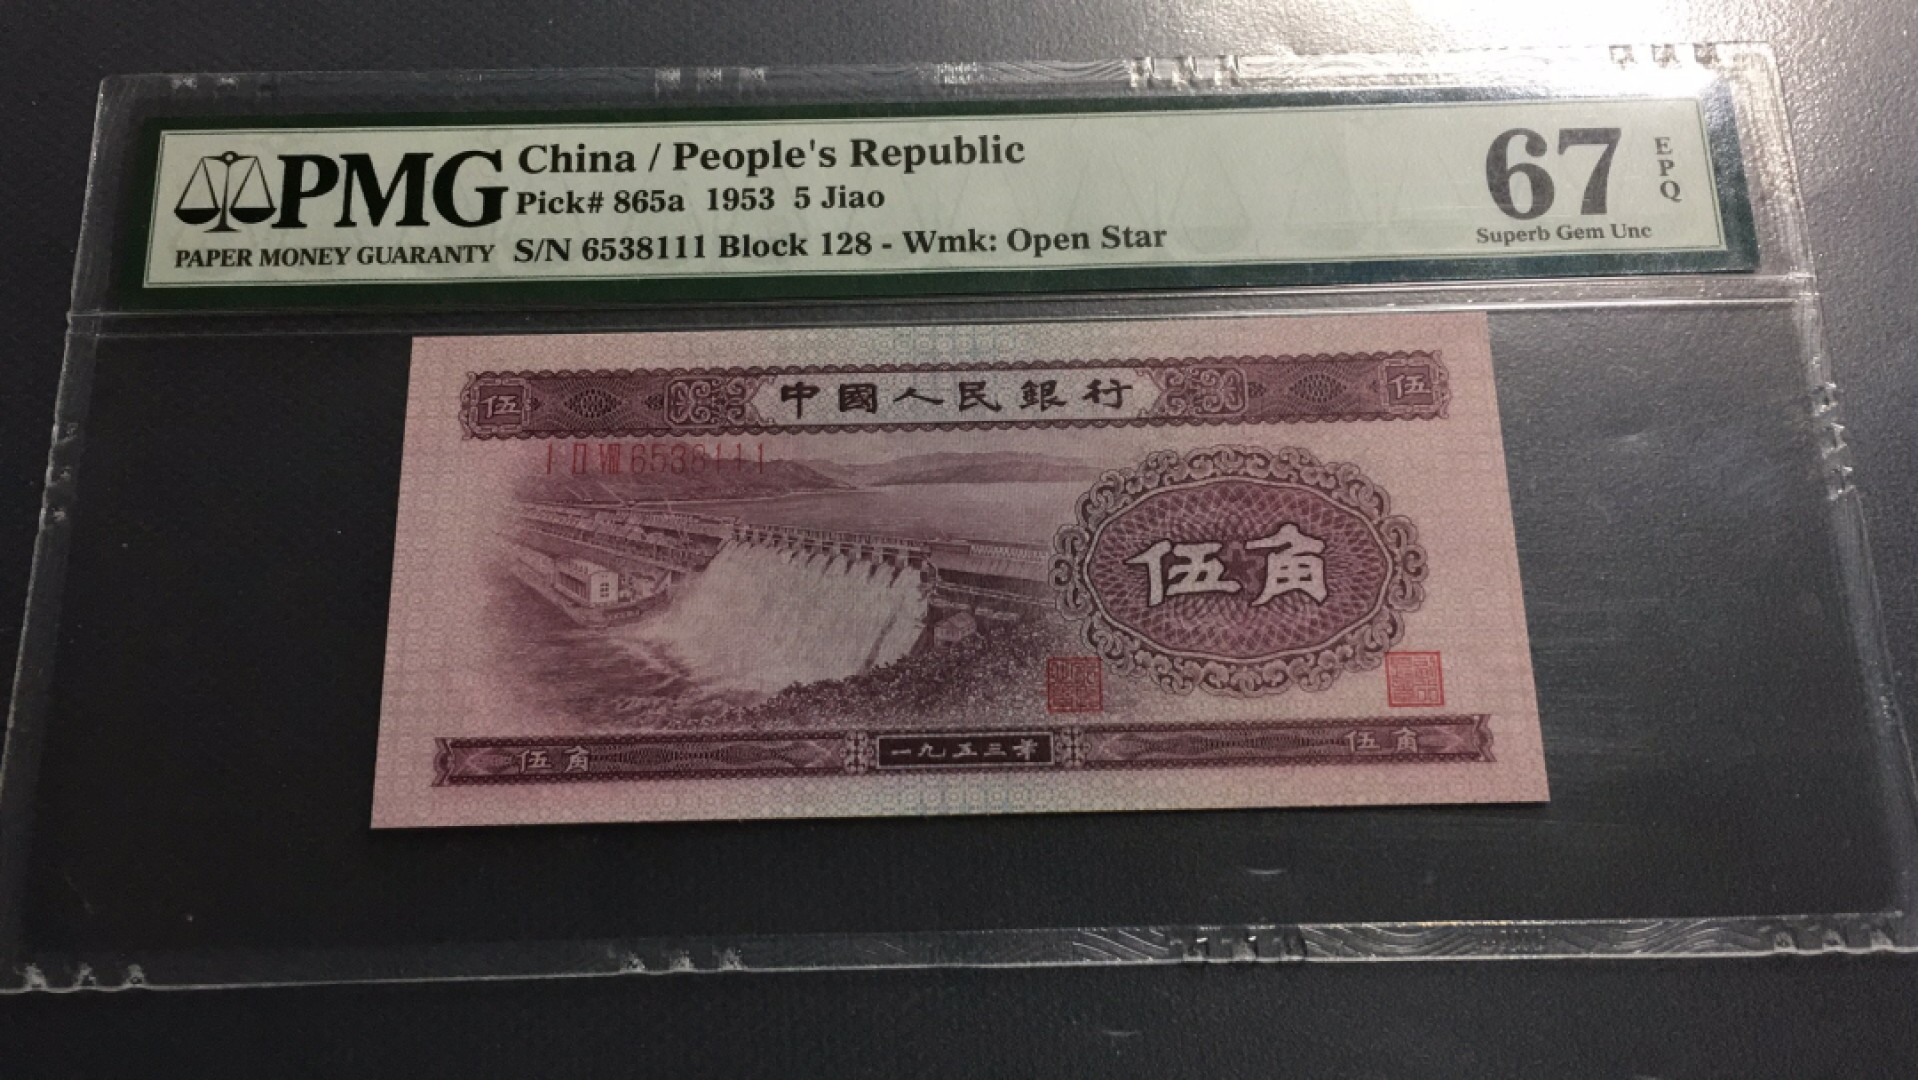 PMG
PAPER MONEY GUARANTY
China / People's Republic
Pick# 865a 1953 5 Jiao
S/N 6538111 Block 128 - Wmk: Open Star
67
EPQ
Superb Gem Unc
伍 中國人民銀行 伍
I II VIII 6538111
伍角
伍角 一九五三年 伍角